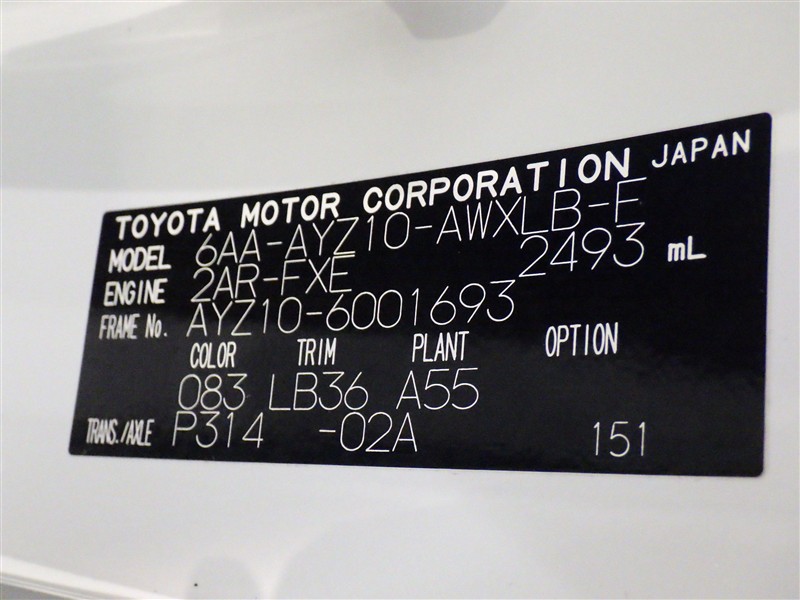 TOYOTA MOTOR CORPORATION JAPAN
MODEL 6AA-AYZ10-AWXLB-F
ENGINE 2AR-FXE 2493 mL
FRAME No. AYZ10-6001693
COLOR TRIM PLANT OPTION
083 LB36 A55
TRANS./AXLE P314 -02A 151